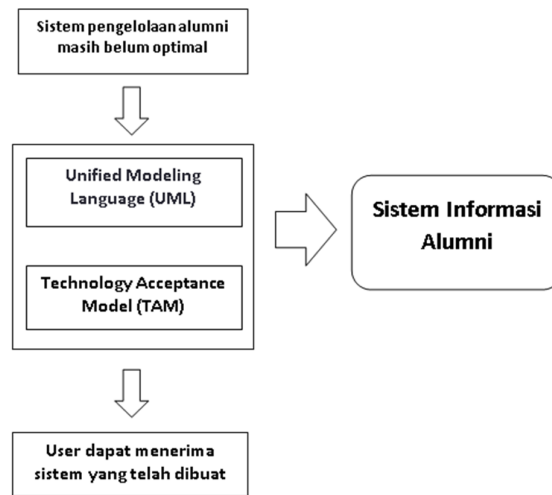 Sistem pengelolaan alumni
masih belum optimal
Unified Modeling
Language (UML)
Technology Acceptance
Model (TAM)
Sistem Informasi
Alumni
User dapat menerima
sistem yang telah dibuat